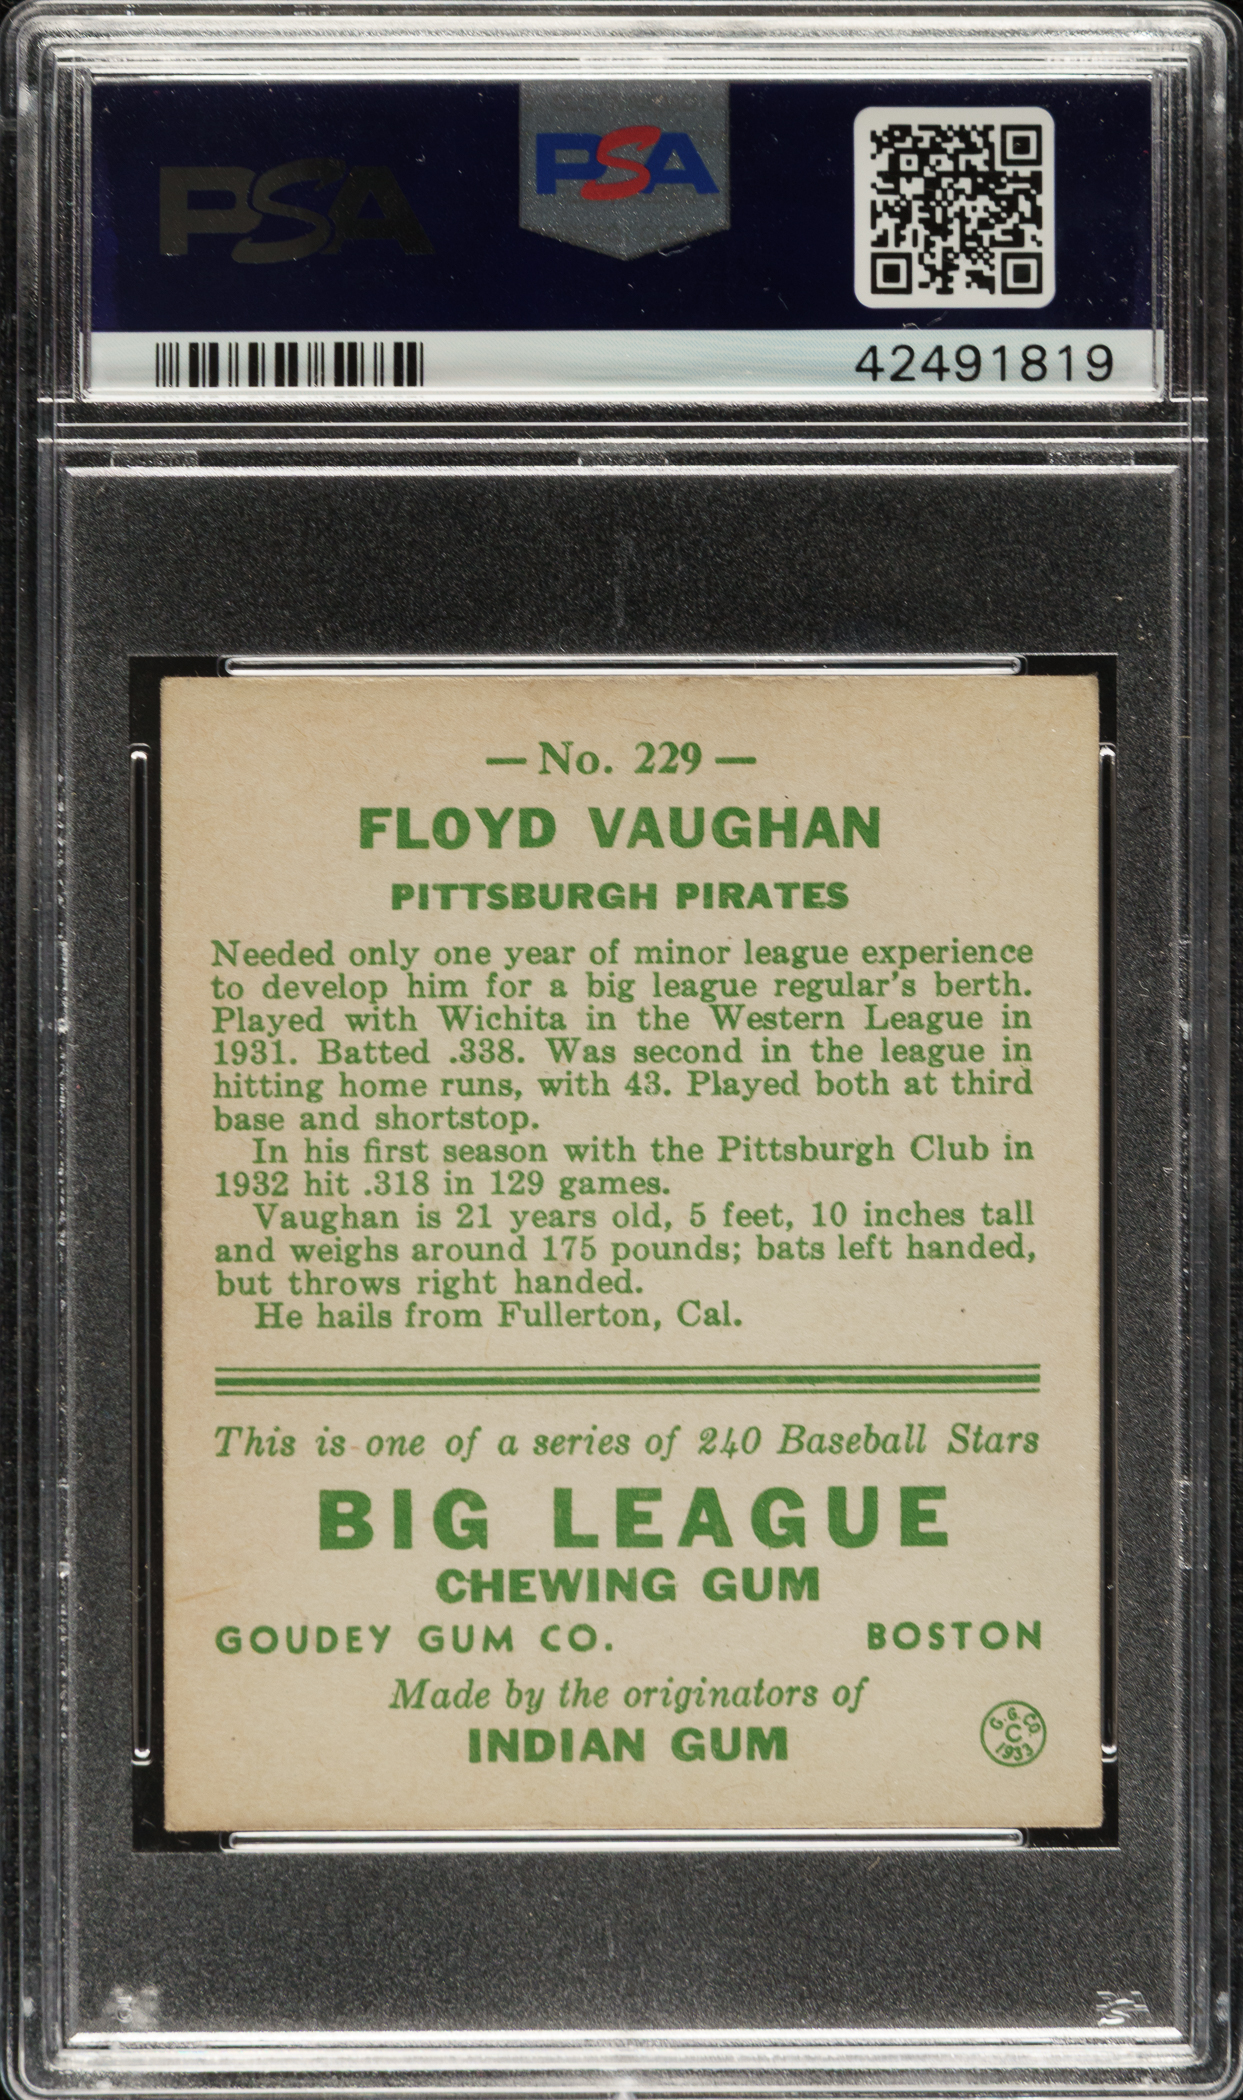 PSA
PSA
42491819
— No. 229 —
FLOYD VAUGHAN
PITTSBURGH PIRATES
Needed only one year of minor league experience
to develop him for a big league regular's berth.
Played with Wichita in the Western League in
1931. Batted .338. Was second in the league in
hitting home runs, with 43. Played both at third
base and shortstop.
In his first season with the Pittsburgh Club in
1932 hit .318 in 129 games.
Vaughan is 21 years old, 5 feet, 10 inches tall
and weighs around 175 pounds; bats left handed,
but throws right handed.
He hails from Fullerton, Cal.
This is one of a series of 240 Baseball Stars
BIG LEAGUE
CHEWING GUM
GOUDEY GUM CO. BOSTON
Made by the originators of
INDIAN GUM
G.G.CO.
C
1933